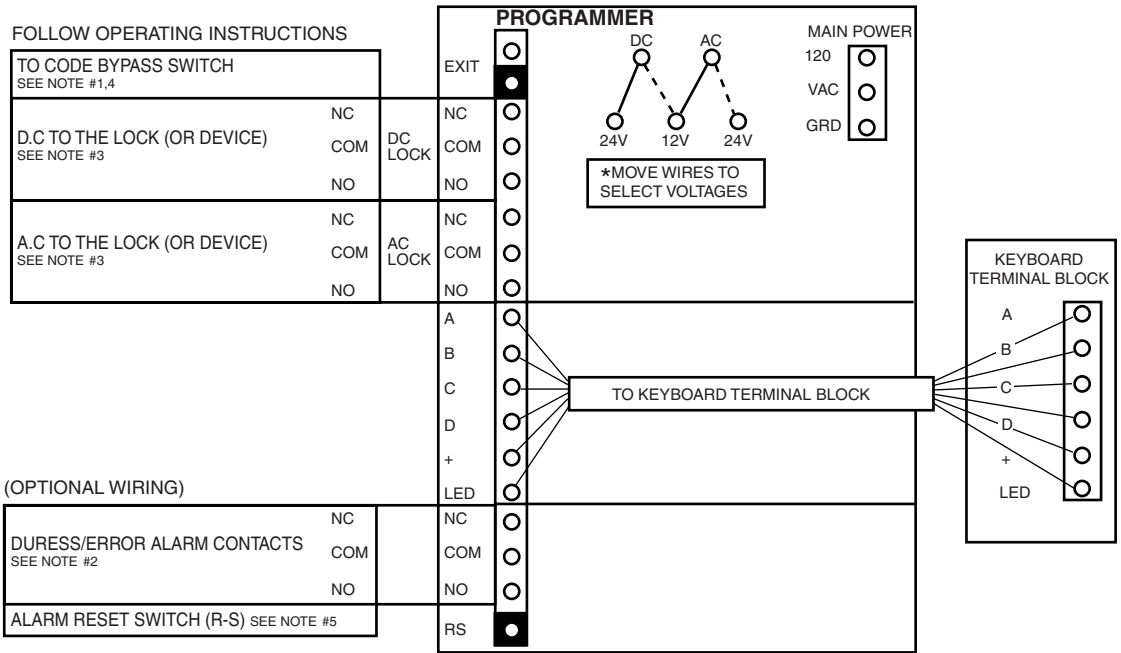 PROGRAMMER
FOLLOW OPERATING INSTRUCTIONS
TO CODE BYPASS SWITCH
SEE NOTE #1,4
EXIT
D.C TO THE LOCK (OR DEVICE)
SEE NOTE #3
NC
COM
NO
DC
LOCK
NC
COM
NO
A.C TO THE LOCK (OR DEVICE)
SEE NOTE #3
NC
COM
NO
AC
LOCK
NC
COM
NO
DC
AC
24V
12V
24V
*MOVE WIRES TO
SELECT VOLTAGES
MAIN POWER
120
VAC
GRD
A
B
C
D
+
LED
TO KEYBOARD TERMINAL BLOCK
KEYBOARD
TERMINAL BLOCK
A
B
C
D
+
LED
(OPTIONAL WIRING)
DURESS/ERROR ALARM CONTACTS
SEE NOTE #2
NC
COM
NO
NC
COM
NO
ALARM RESET SWITCH (R-S) SEE NOTE #5
RS